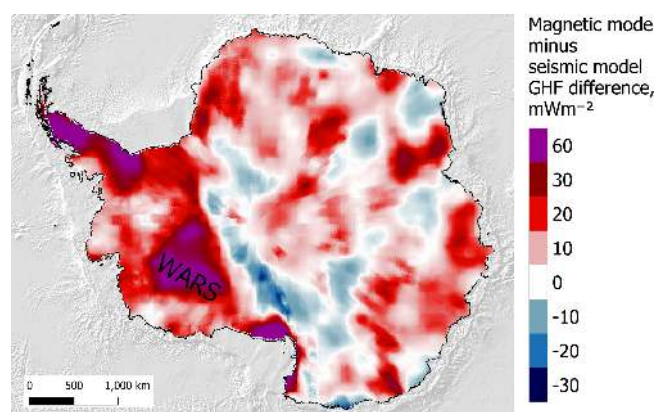 Magnetic mode
minus
seismic model
GHF difference,
mWm⁻²
60
30
20
10
0
-10
-20
-30
WARS
0 500 1,000 km